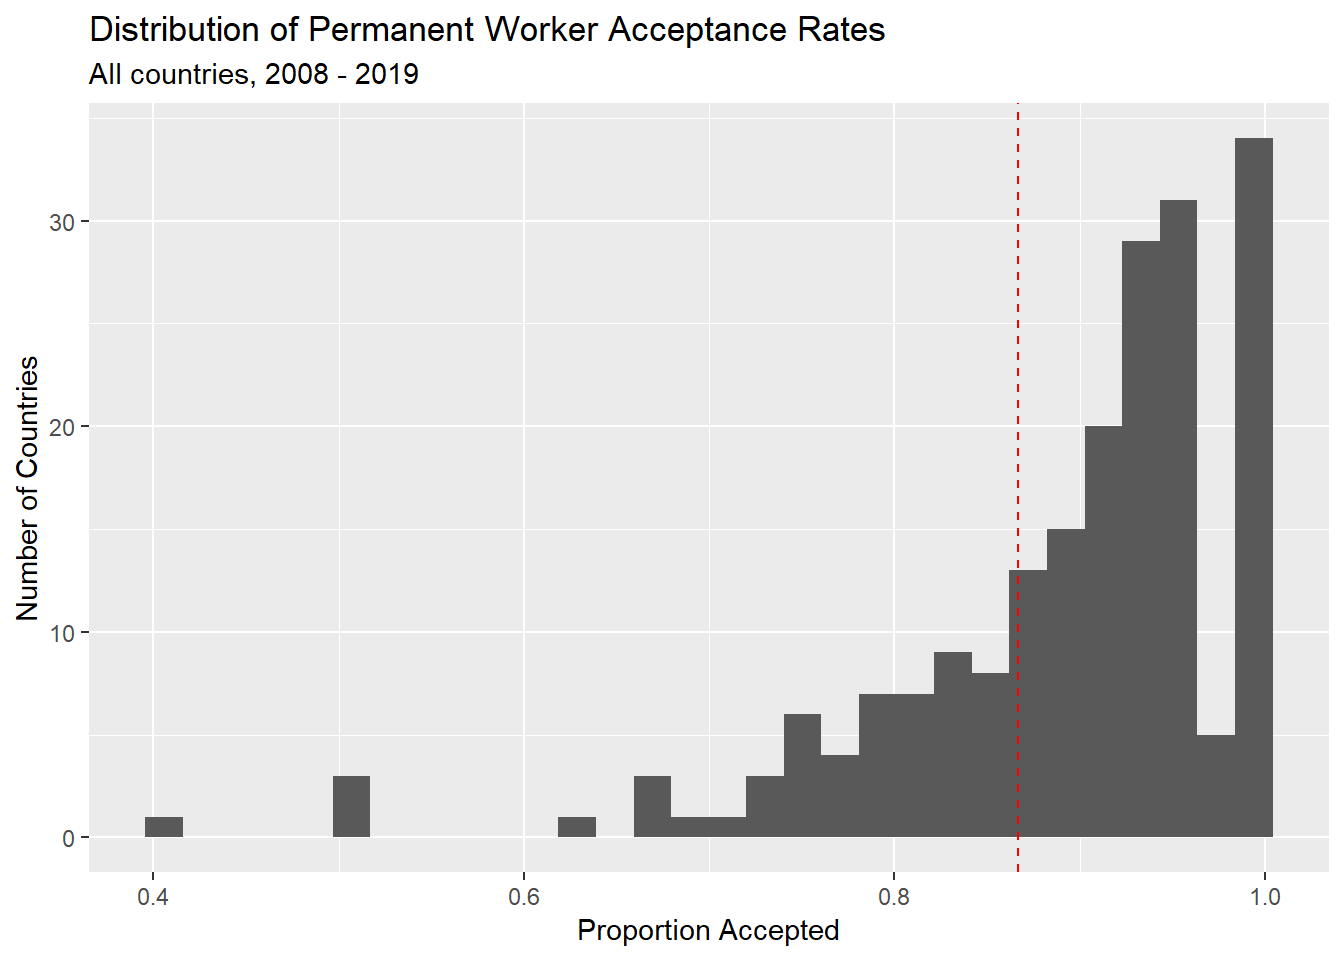 Distribution of Permanent Worker Acceptance Rates
All countries, 2008 - 2019
Number of Countries
30
20
10
0
0.4 0.6 0.8 1.0
Proportion Accepted